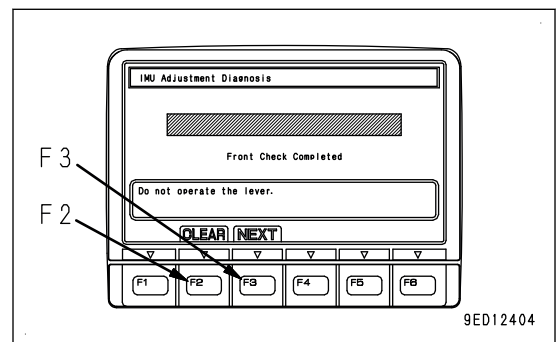 IMU Adjustment Diagnosis
Front Check Completed
F3
Do not operate the lever.
F2
CLEAR NEXT
F1 F2 F3 F4 F5 F6
9ED12404